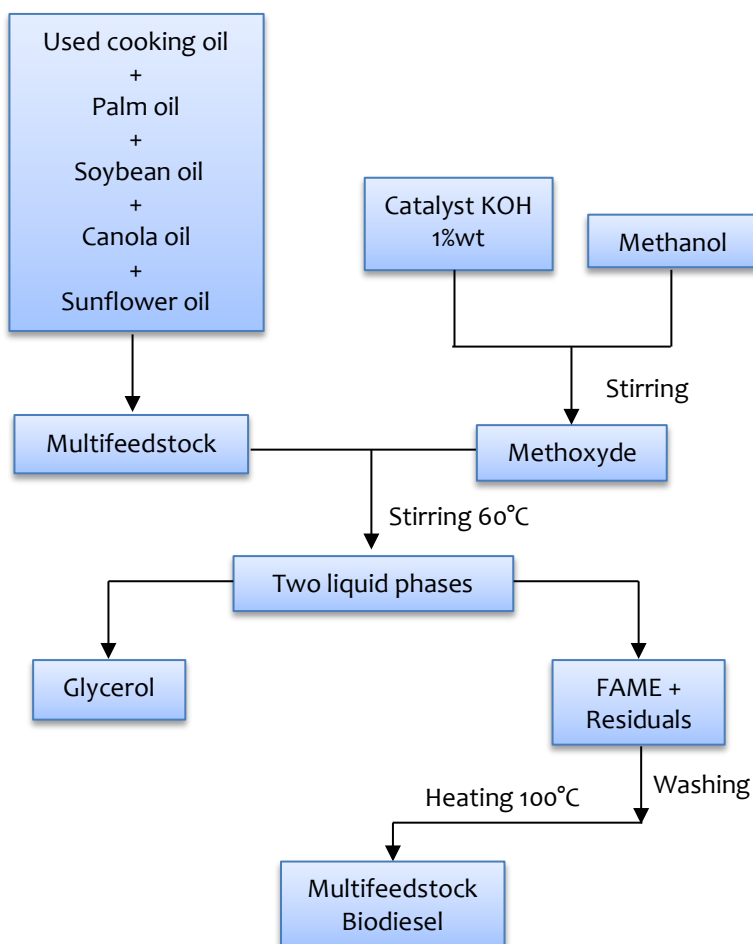 Used cooking oil
+
Palm oil
+
Soybean oil
+
Canola oil
+
Sunflower oil
Catalyst KOH
1%wt
Methanol
Stirring
Multifeedstock
Methoxyde
Stirring 60°C
Two liquid phases
Glycerol
FAME +
Residuals
Washing
Heating 100°C
Multifeedstock
Biodiesel